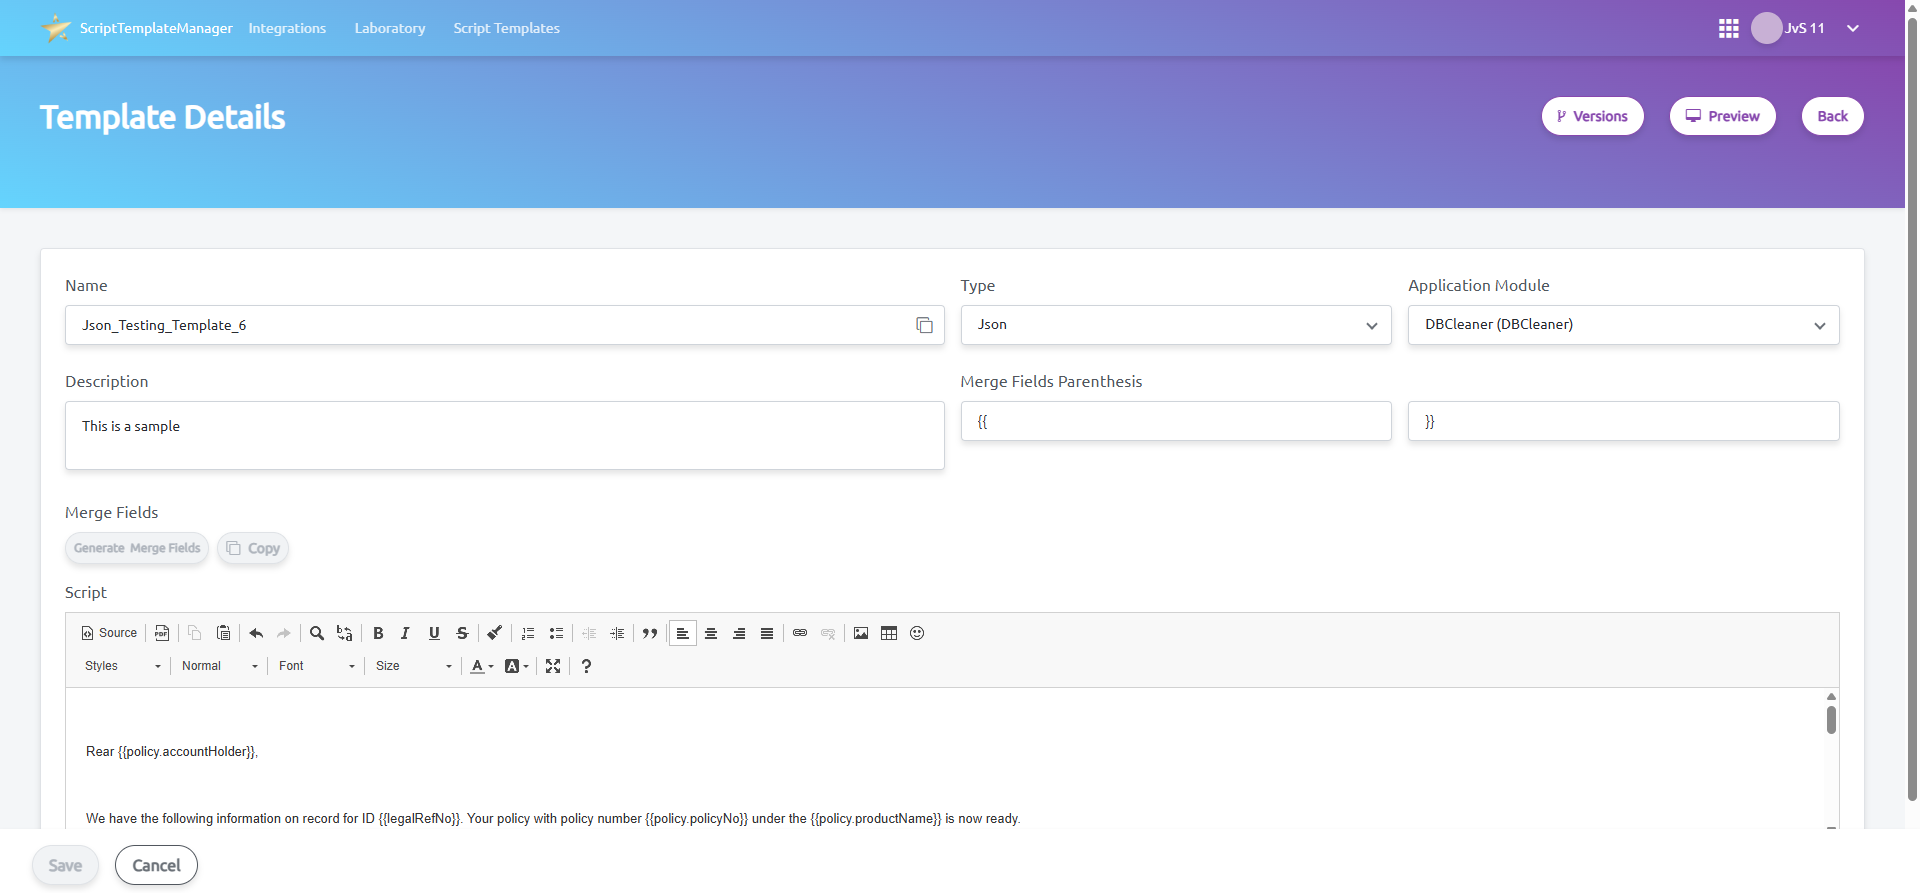 ScriptTemplateManager Integrations Laboratory Script Templates JvS 11
Template Details Versions Preview Back
Name Type Application Module
Json_Testing_Template_6 Json DBCleaner (DBCleaner)
Description Merge Fields Parenthesis
This is a sample {{ }}
Merge Fields
Generate Merge Fields Copy
Script
Source PDF B I U S
Styles Normal Font Size A A ?
Rear {{policy.accountHolder}},
We have the following information on record for ID {{legalRefNo}}. Your policy with policy number {{policy.policyNo}} under the {{policy.productName}} is now ready.
Save Cancel